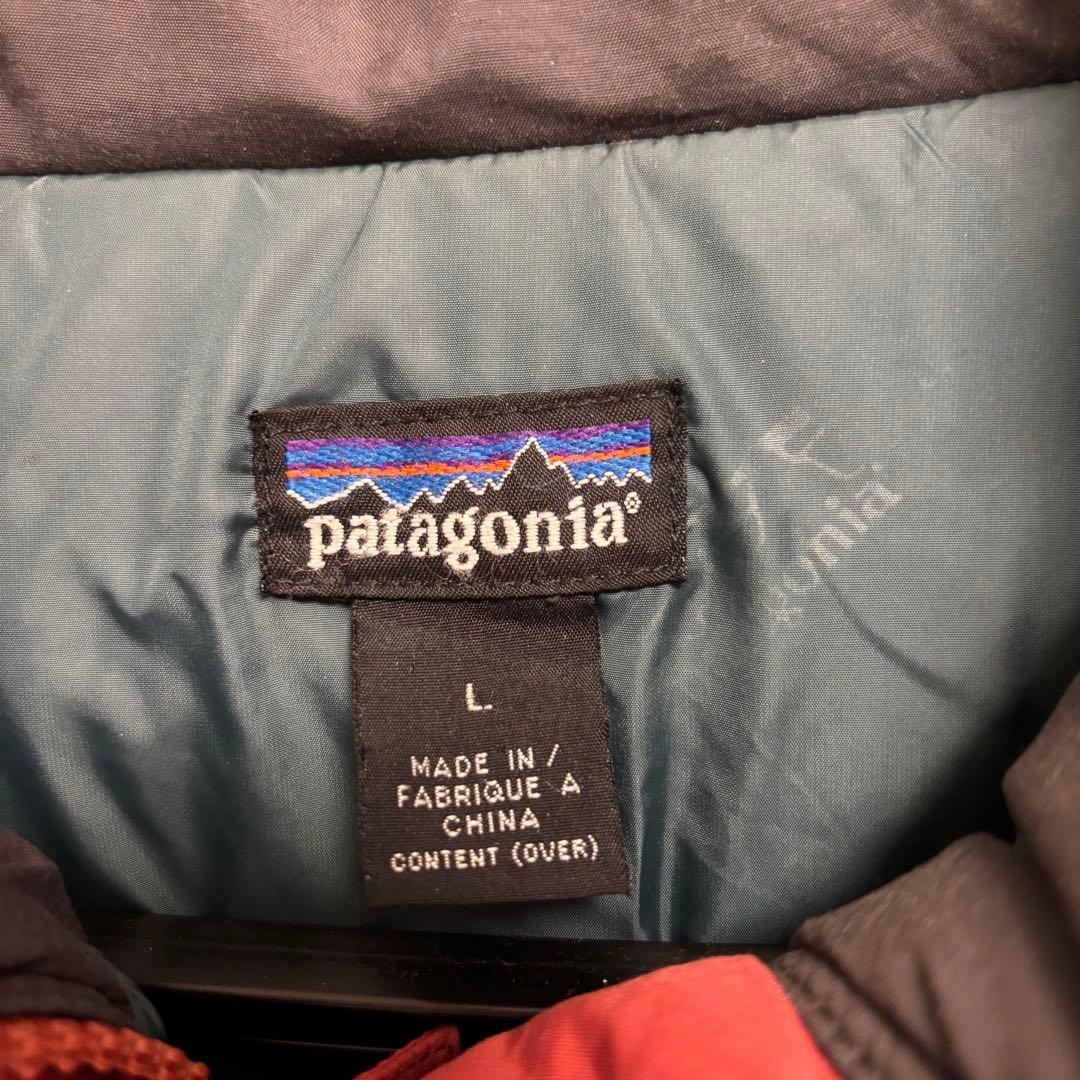 patagonia®
L
MADE IN /
FABRIQUE A
CHINA
CONTENT (OVER)